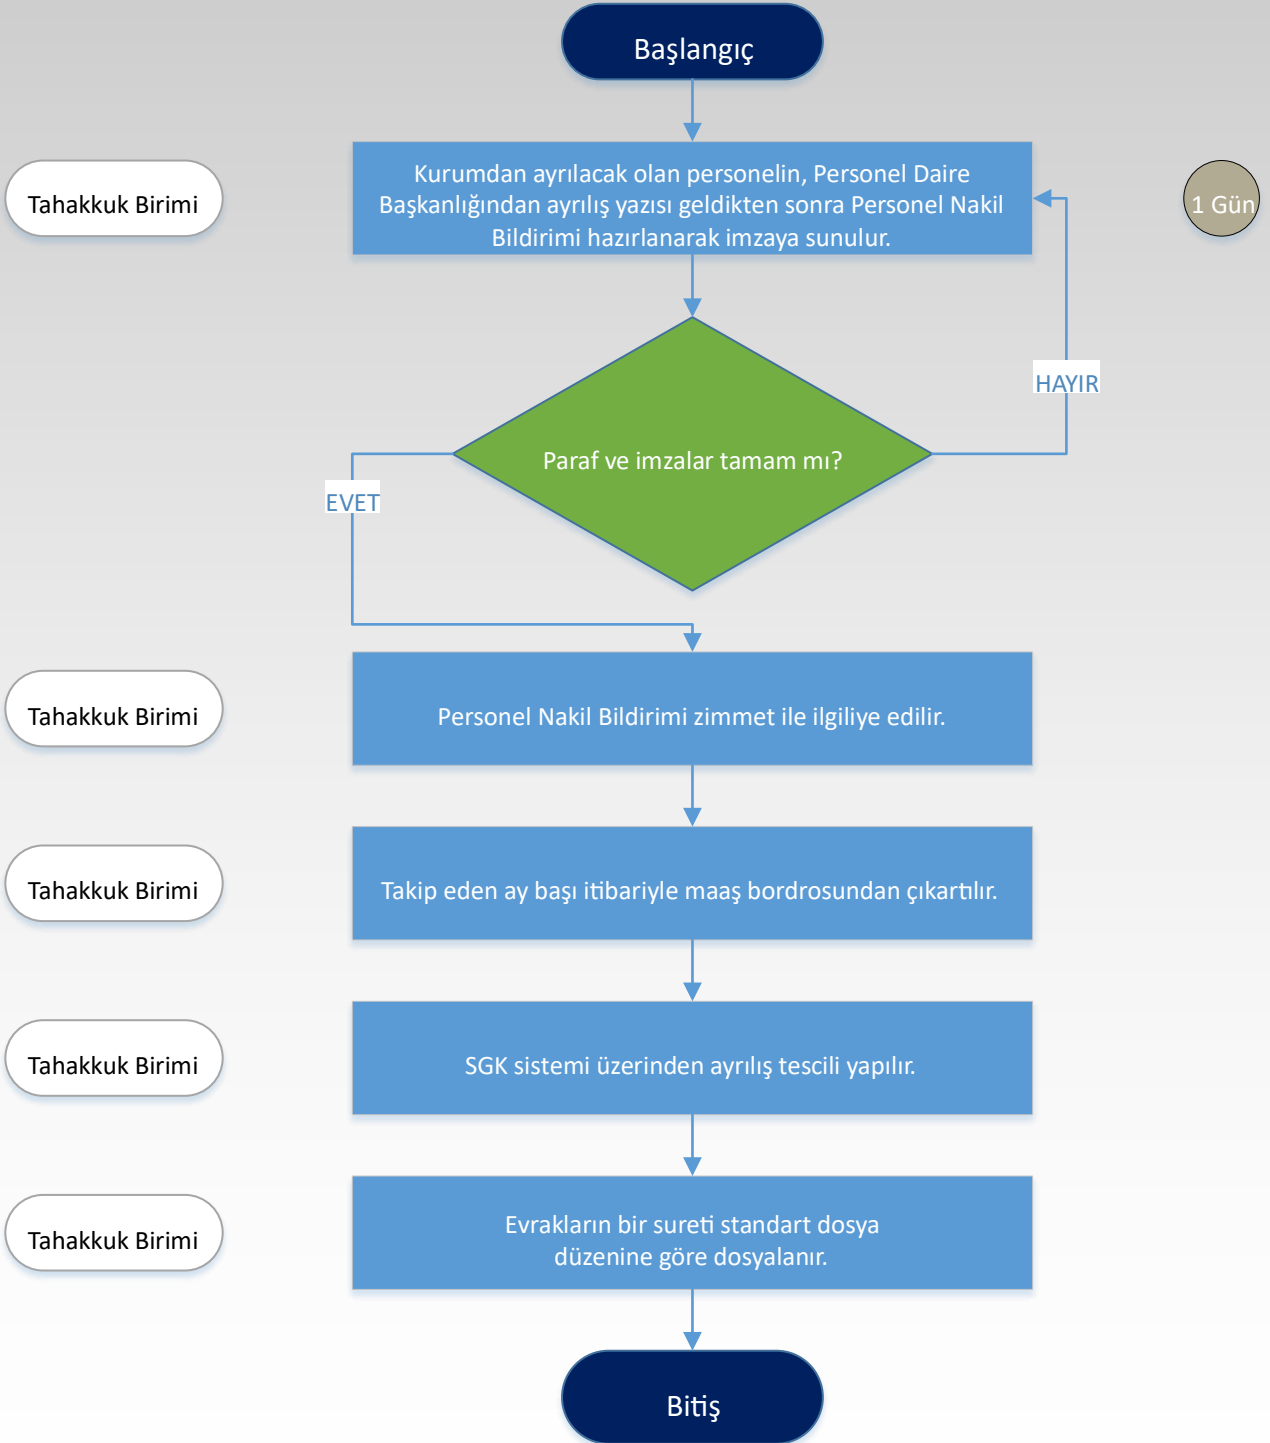 Başlangıç
Tahakkuk Birimi
Kurumdan ayrılacak olan personelin, Personel Daire
Başkanlığından ayrılış yazısı geldikten sonra Personel Nakil
Bildirimi hazırlanarak imzaya sunulur.
1 Gün
HAYIR
Paraf ve imzalar tamam mı?
EVET
Tahakkuk Birimi
Personel Nakil Bildirimi zimmet ile ilgiliye edilir.
Tahakkuk Birimi
Takip eden ay başı itibariyle maaş bordrosundan çıkartılır.
Tahakkuk Birimi
SGK sistemi üzerinden ayrılış tescili yapılır.
Tahakkuk Birimi
Evrakların bir sureti standart dosya
düzenine göre dosyalanır.
Bitiş